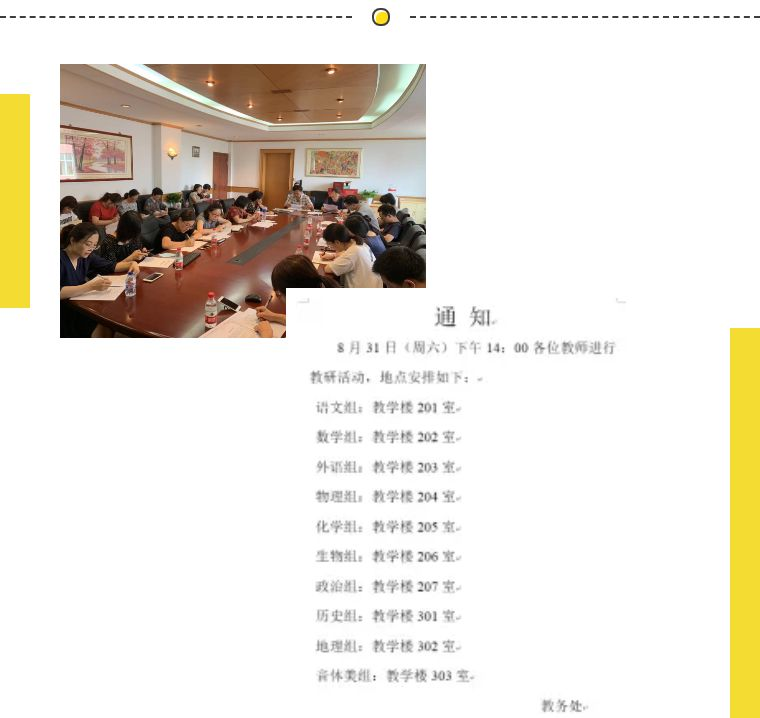 通 知
8 月 31 日（周六）下午 14：00 各位教师进行
教研活动，地点安排如下：
语文组：教学楼 201 室
数学组：教学楼 202 室
外语组：教学楼 203 室
物理组：教学楼 204 室
化学组：教学楼 205 室
生物组：教学楼 206 室
政治组：教学楼 207 室
历史组：教学楼 301 室
地理组：教学楼 302 室
音体美组：教学楼 303 室
教务处